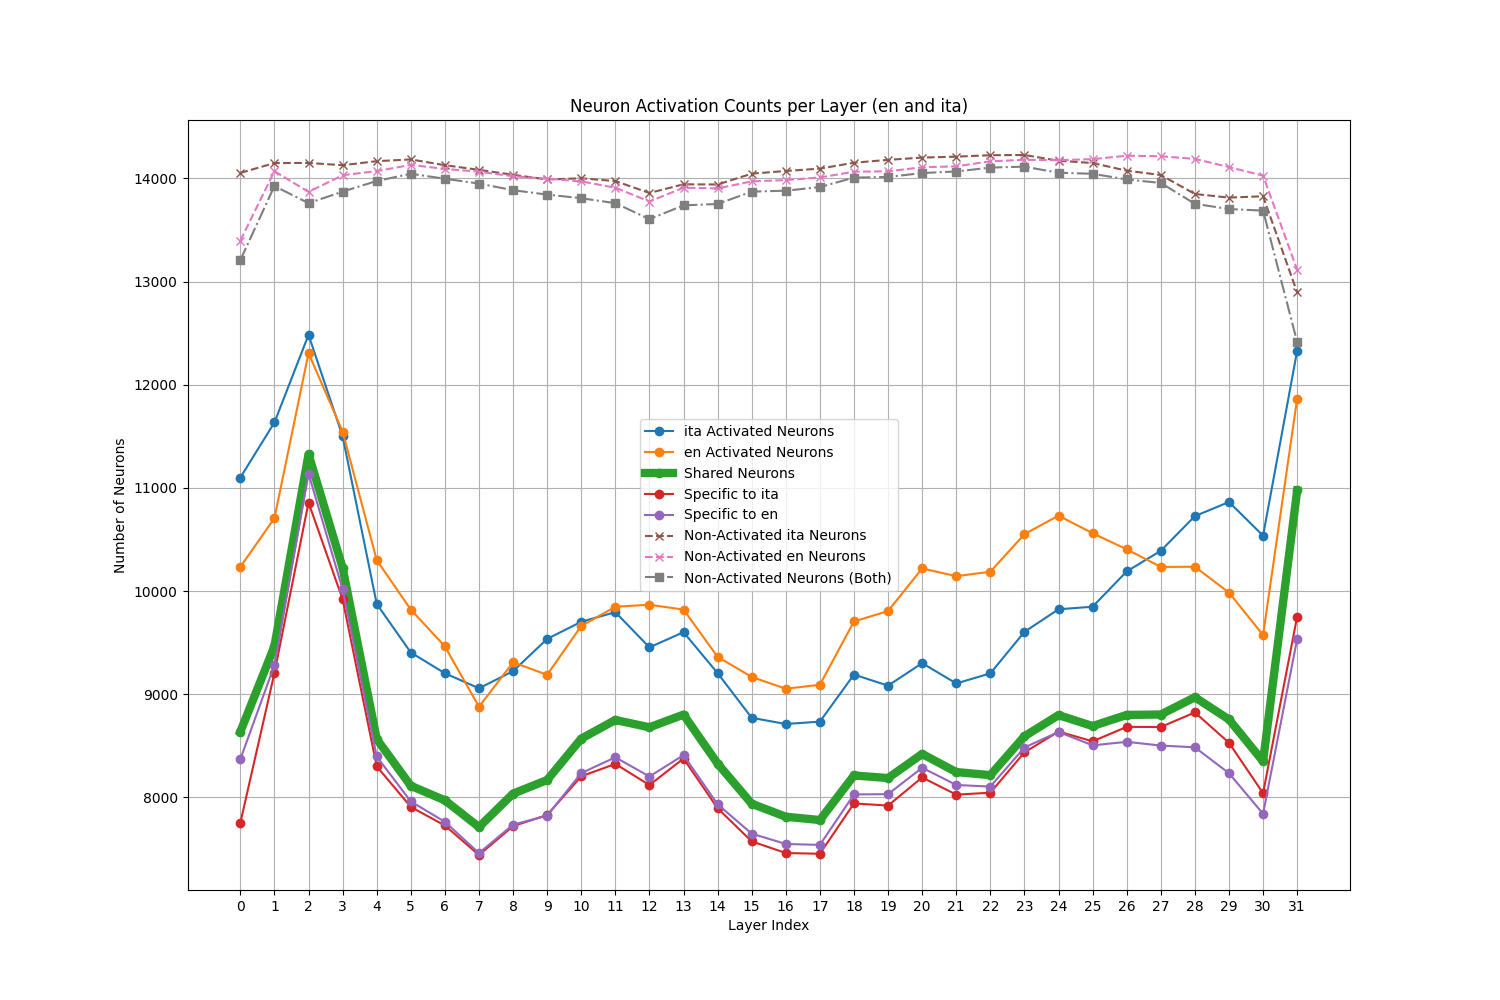 Neuron Activation Counts per Layer (en and ita)
14000
13000
12000
11000
10000
9000
8000
Number of Neurons
ita Activated Neurons
en Activated Neurons
Shared Neurons
Specific to ita
Specific to en
Non-Activated ita Neurons
Non-Activated en Neurons
Non-Activated Neurons (Both)
0 1 2 3 4 5 6 7 8 9 10 11 12 13 14 15 16 17 18 19 20 21 22 23 24 25 26 27 28 29 30 31
Layer Index